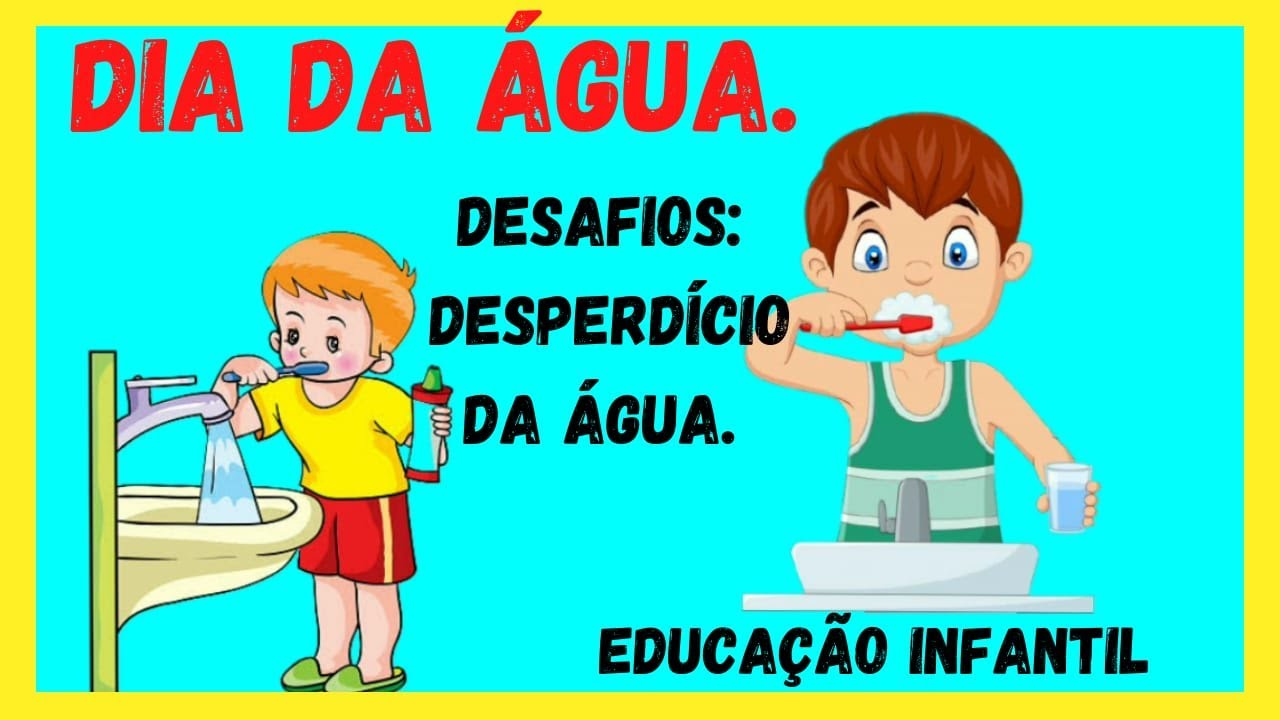 DIA DA ÁGUA.
DESAFIOS:
DESPERDÍCIO
DA ÁGUA.
EDUCAÇÃO INFANTIL